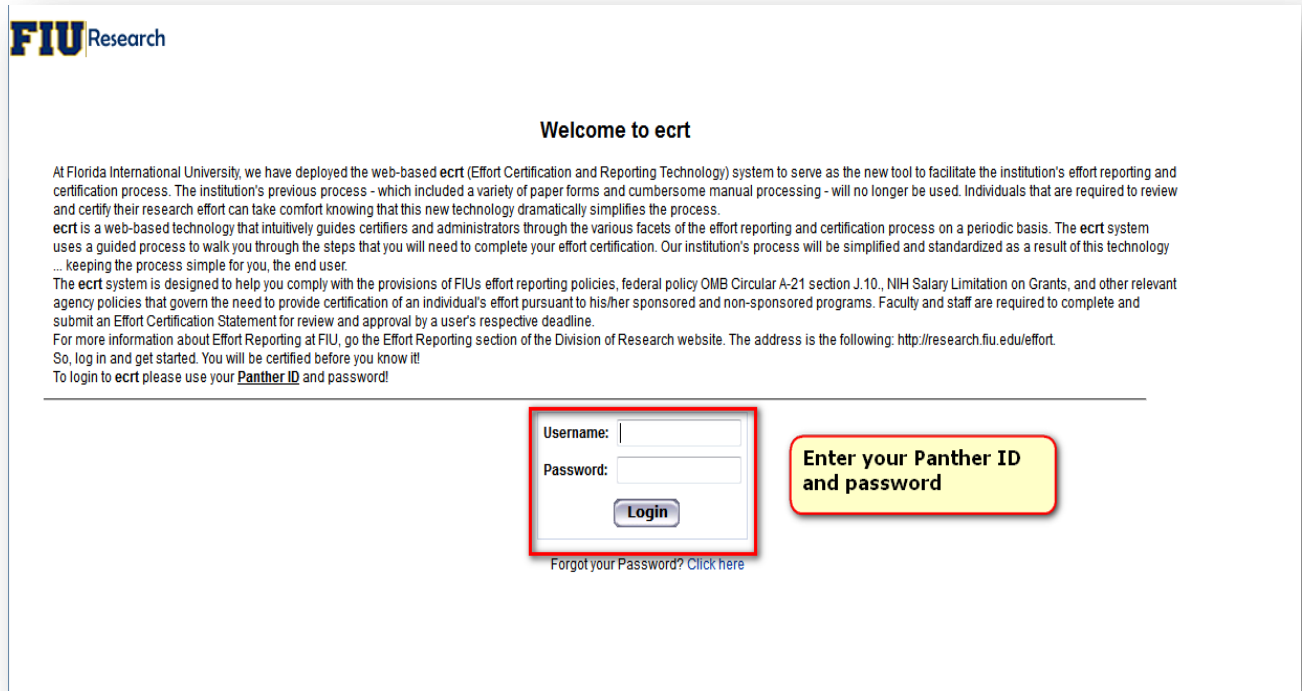 FIU Research
Welcome to ecrt
At Florida International University, we have deployed the web-based ecrt (Effort Certification and Reporting Technology) system to serve as the new tool to facilitate the institution's effort reporting and
certification process. The institution's previous process - which included a variety of paper forms and cumbersome manual processing - will no longer be used. Individuals that are required to review
and certify their research effort can take comfort knowing that this new technology dramatically simplifies the process.
ecrt is a web-based technology that intuitively guides certifiers and administrators through the various facets of the effort reporting and certification process on a periodic basis. The ecrt system
uses a guided process to walk you through the steps that you will need to complete your effort certification. Our institution's process will be simplified and standardized as a result of this technology
... keeping the process simple for you, the end user.
The ecrt system is designed to help you comply with the provisions of FIUs effort reporting policies, federal policy OMB Circular A-21 section J.10., NIH Salary Limitation on Grants, and other relevant
agency policies that govern the need to provide certification of an individual's effort pursuant to his/her sponsored and non-sponsored programs. Faculty and staff are required to complete and
submit an Effort Certification Statement for review and approval by a user's respective deadline.
For more information about Effort Reporting at FIU, go the Effort Reporting section of the Division of Research website. The address is the following: http://research.fiu.edu/effort.
So, log in and get started. You will be certified before you know it!
To login to ecrt please use your Panther ID and password!
Username:
Password:
Login
Enter your Panther ID
and password
Forgot your Password? Click here